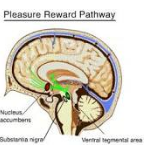 Pleasure Reward Pathway
Nucleus
accumbens
Substantia nigra
Ventral tegmental area